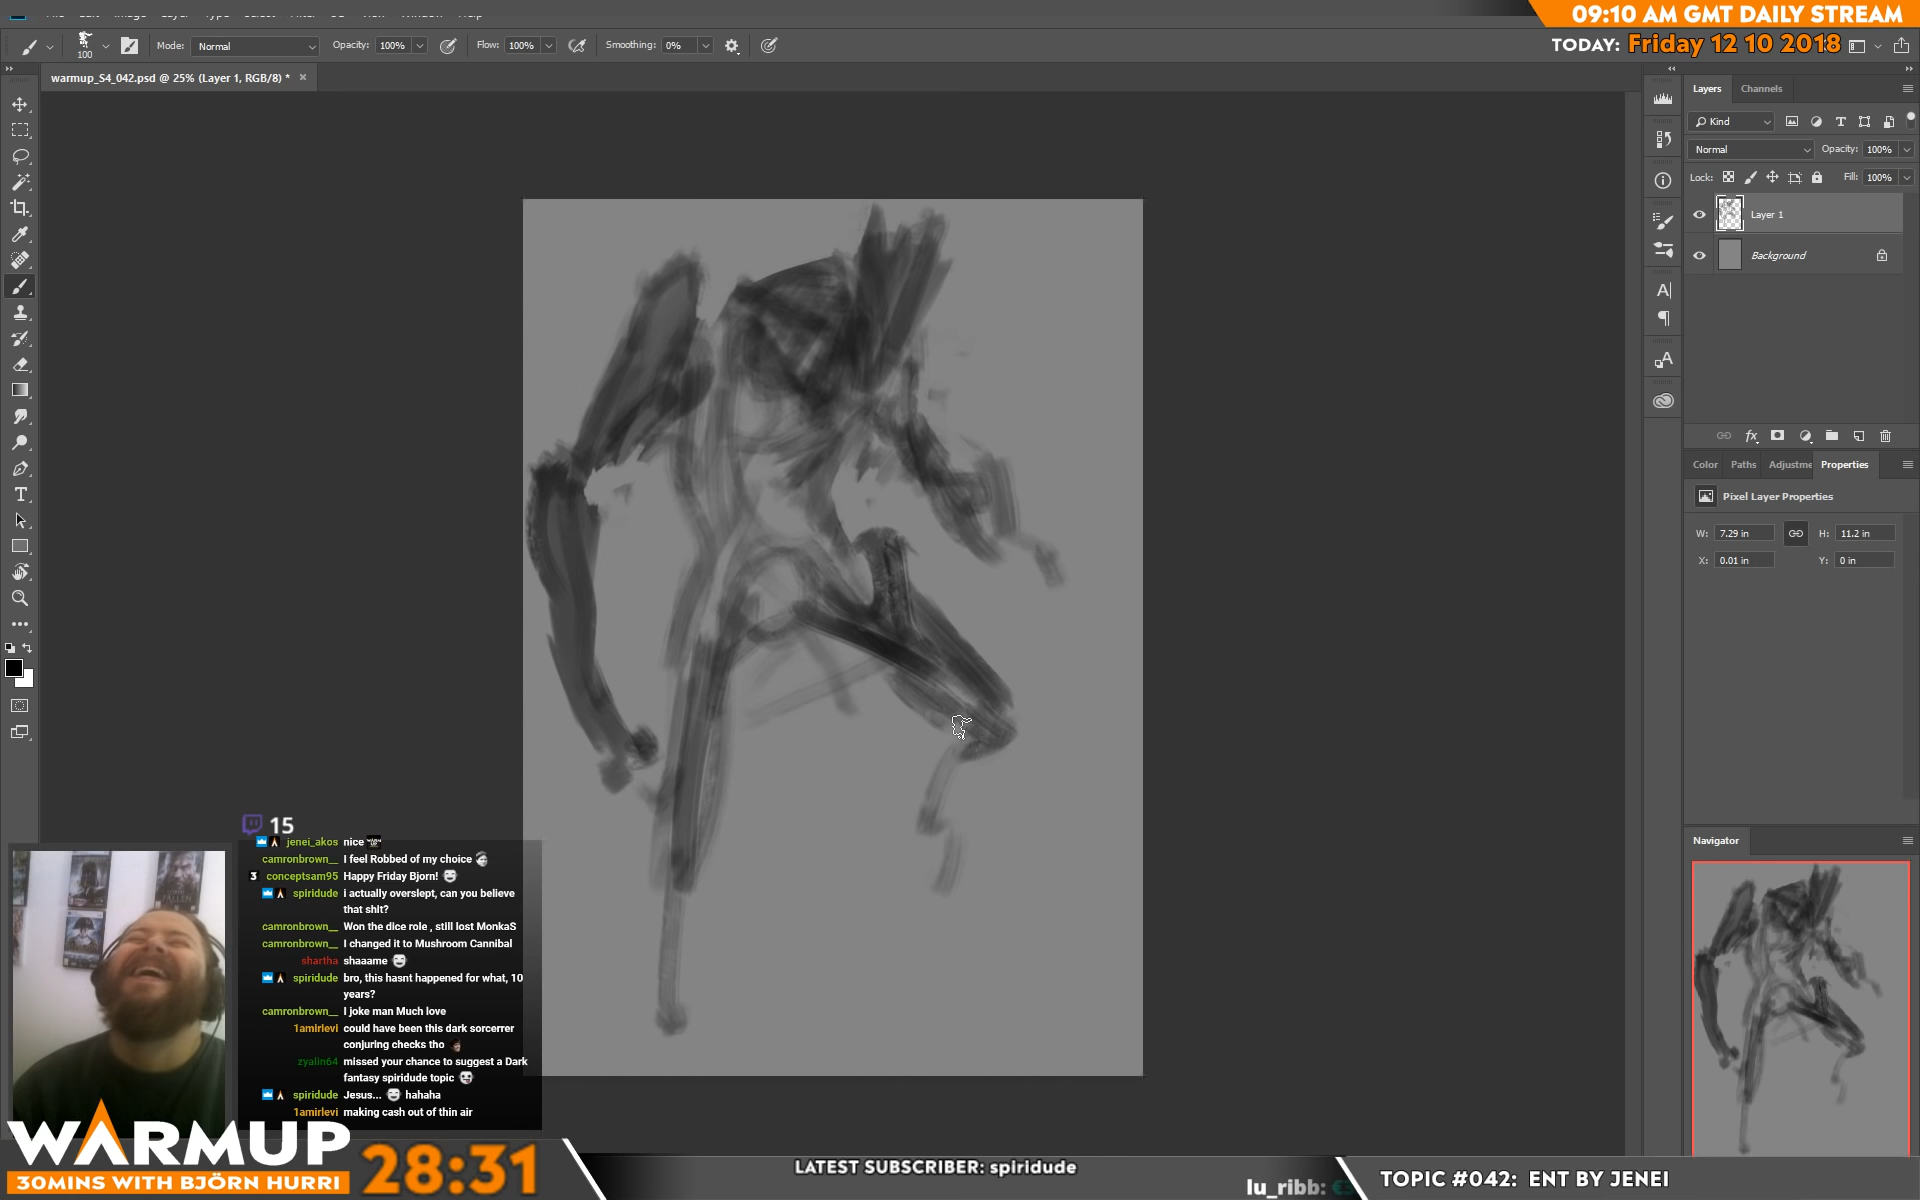 09:10 AM GMT DAILY STREAM
TODAY: Friday 12 10 2018
100
Mode: Normal
Opacity: 100%
Flow: 100%
Smoothing: 0%
warmup_S4_042.psd @ 25% (Layer 1, RGB/8) *
Layers
Channels
Kind
Normal
Opacity: 100%
Lock:
Fill: 100%
Layer 1
Background
Color
Paths
Adjustme
Properties
Pixel Layer Properties
W: 7.29 in
H: 11.2 in
X: 0.01 in
Y: 0 in
Navigator
15
jenei_akos nice
camronbrown__ I feel Robbed of my choice
3 conceptsam95 Happy Friday Bjorn!
spiridude i actually overslept, can you believe
that shit?
camronbrown__ Won the dice role , still lost MonkaS
camronbrown__ I changed it to Mushroom Cannibal
shartha shaaame
spiridude bro, this hasnt happened for what, 10
years?
camronbrown__ I joke man Much love
1amirlevi could have been this dark sorcerrer
conjuring checks tho
zyalin64 missed your chance to suggest a Dark
fantasy spiridude topic
spiridude Jesus... hahaha
1amirlevi making cash out of thin air
WARMUP
30MINS WITH BJÖRN HURRI
28:31
LATEST SUBSCRIBER: spiridude
lu_ribb:
TOPIC #042: ENT BY JENEI